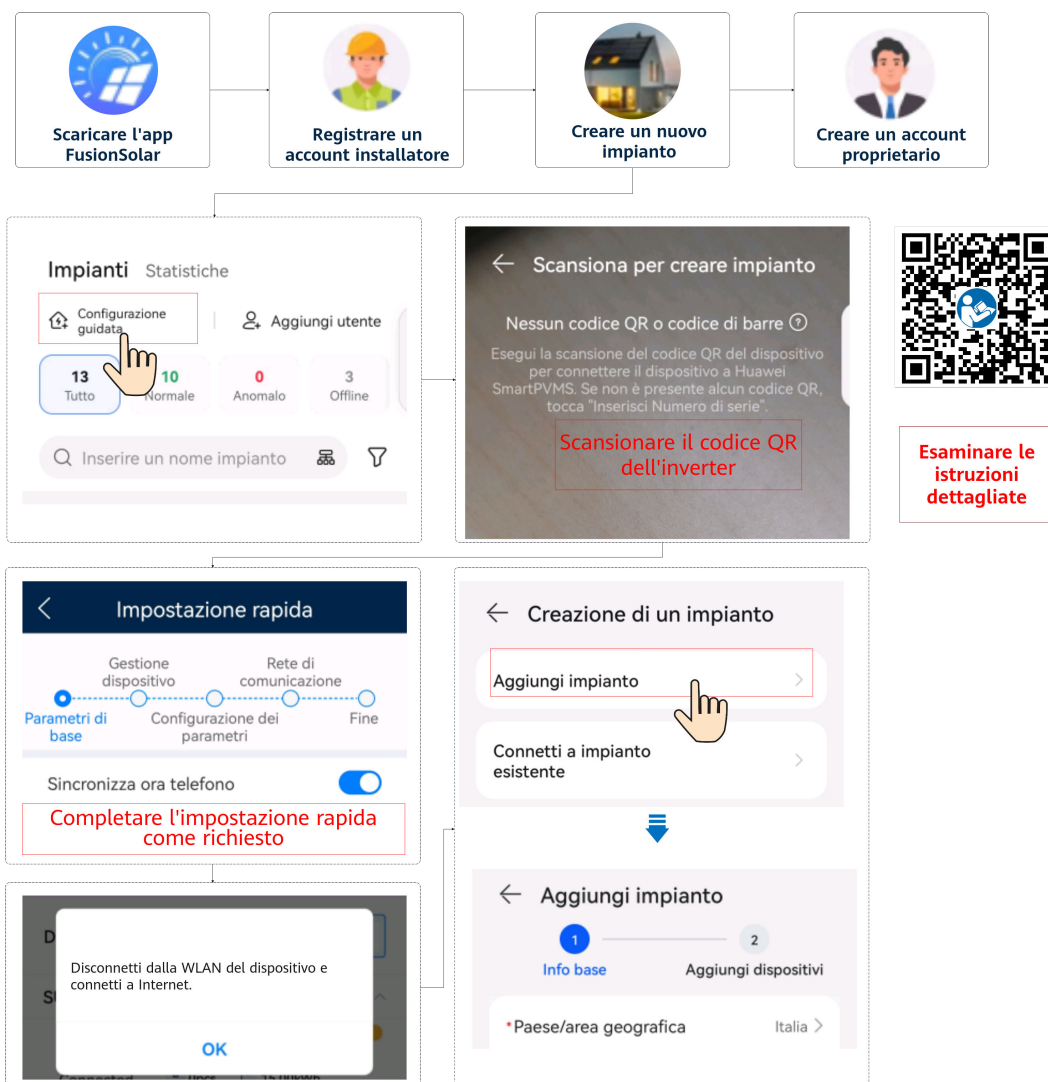 Scaricare l'app
FusionSolar
Registrare un
account installatore
Creare un nuovo
impianto
Creare un account
proprietario
Impianti Statistiche
Configurazione
guidata
Aggiungi utente
13
Tutto
10
Normale
0
Anomalo
3
Offline
Inserire un nome impianto
Scansiona per creare impianto
Nessun codice QR o codice di barre
Esegui la scansione del codice QR del dispositivo
per connettere il dispositivo a Huawei
SmartPVMS. Se non è presente alcun codice QR,
tocca "Inserisci Numero di serie".
Scansionare il codice QR
dell'inverter
Esaminare le
istruzioni
dettagliate
Impostazione rapida
Gestione
dispositivo
Rete di
comunicazione
Parametri di
base
Configurazione dei
parametri
Fine
Sincronizza ora telefono
Completare l'impostazione rapida
come richiesto
Disconnetti dalla WLAN del dispositivo e
connetti a Internet.
OK
Creazione di un impianto
Aggiungi impianto
Connetti a impianto
esistente
Aggiungi impianto
1
2
Info base
Aggiungi dispositivi
*Paese/area geografica
Italia